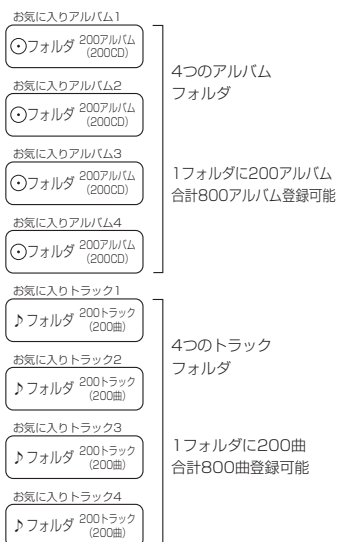 お気に入りアルバム1
フォルダ 200アルバム
(200CD)
お気に入りアルバム2
フォルダ 200アルバム
(200CD)
お気に入りアルバム3
フォルダ 200アルバム
(200CD)
お気に入りアルバム4
フォルダ 200アルバム
(200CD)
4つのアルバム
フォルダ
1フォルダに200アルバム
合計800アルバム登録可能
お気に入りトラック1
♪フォルダ 200トラック
(200曲)
お気に入りトラック2
♪フォルダ 200トラック
(200曲)
お気に入りトラック3
♪フォルダ 200トラック
(200曲)
お気に入りトラック4
♪フォルダ 200トラック
(200曲)
4つのトラック
フォルダ
1フォルダに200曲
合計800曲登録可能